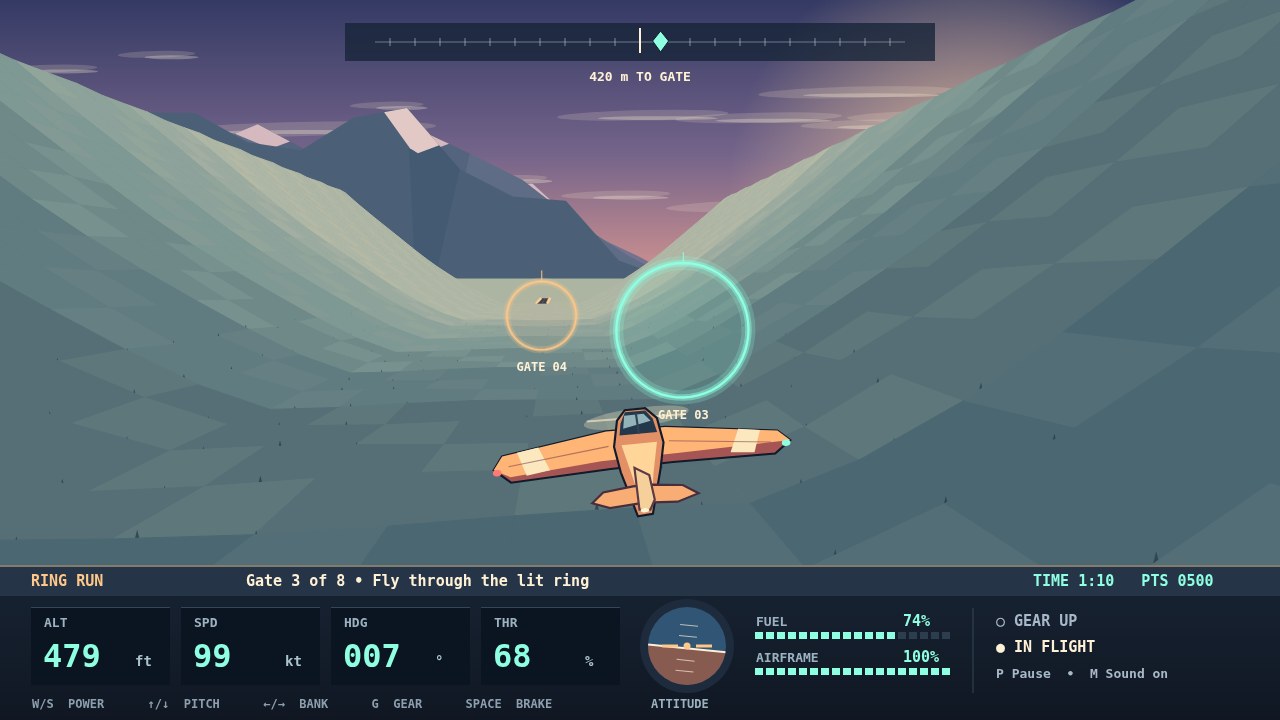 420 m TO GATE
GATE 04
GATE 03
RING RUN Gate 3 of 8 • Fly through the lit ring TIME 1:10 PTS 0500
ALT SPD HDG THR
479 ft 99 kt 007 ° 68 %
FUEL 74%
AIRFRAME 100%
○ GEAR UP
● IN FLIGHT
P Pause • M Sound on
W/S POWER ↑/↓ PITCH ←/→ BANK G GEAR SPACE BRAKE ATTITUDE